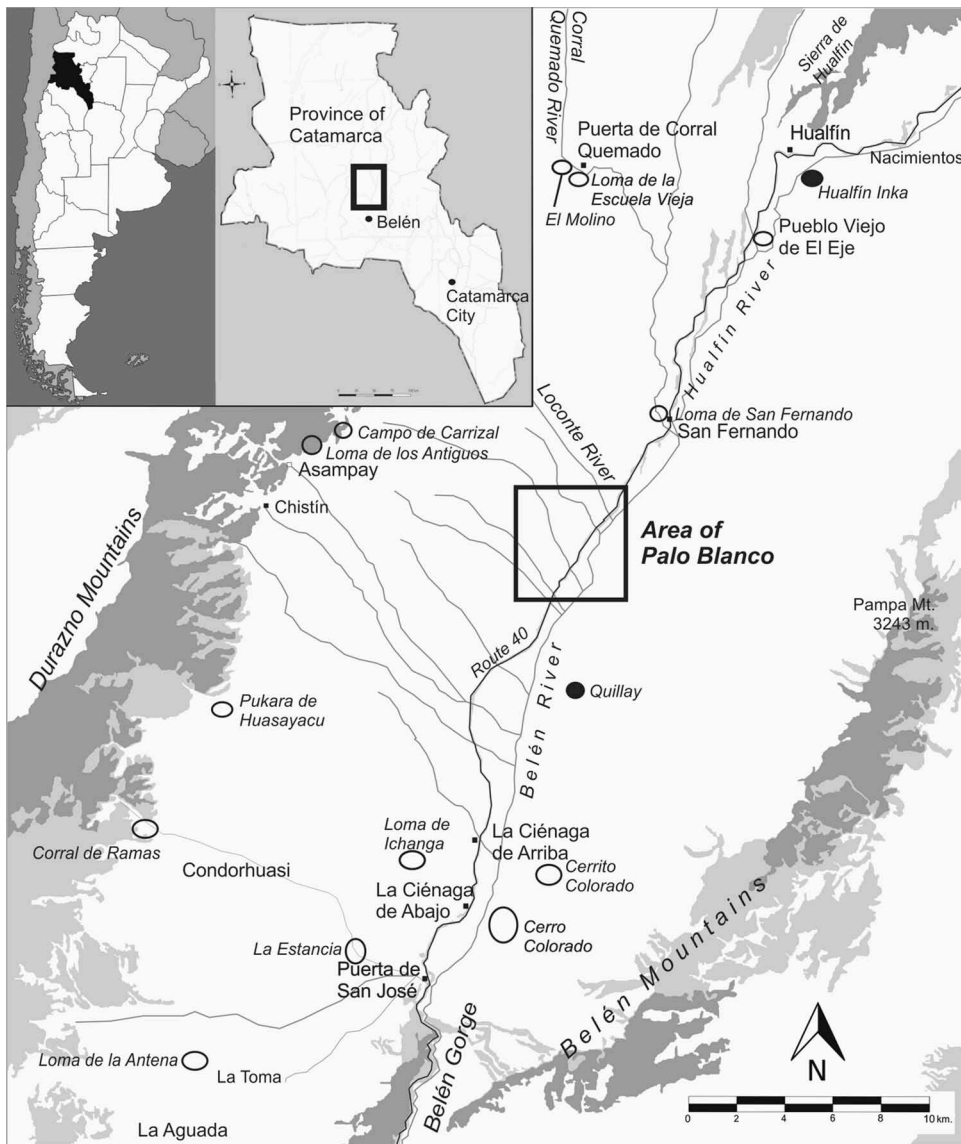 Province of
Catamarca
Belén
Catamarca
City
Corral
Quemado River
Puerta de Corral
Quemado
Loma de la
Escuela Vieja
El Molino
Sierra de
Hualfín
Hualfín
Nacimientos
Hualfín Inka
Pueblo Viejo
de El Eje
Hualfín River
Loma de San Fernando
San Fernando
Loconte River
Campo de Carrizal
Loma de los Antiguos
Asampay
Chistín
Area of
Palo Blanco
Durazno Mountains
Pampa Mt.
3243 m.
Route 40
Quillay
Belén River
Pukara de
Huasayacu
Loma de
Ichanga
La Ciénaga
de Arriba
Corral de Ramas
Condorhuasi
Cerrito
Colorado
La Ciénaga
de Abajo
Cerro
Colorado
La Estancia
Puerta de
San José
Belén Mountains
Belén Gorge
Loma de la Antena
La Toma
La Aguada
N
0 2 4 6 8 10 km.